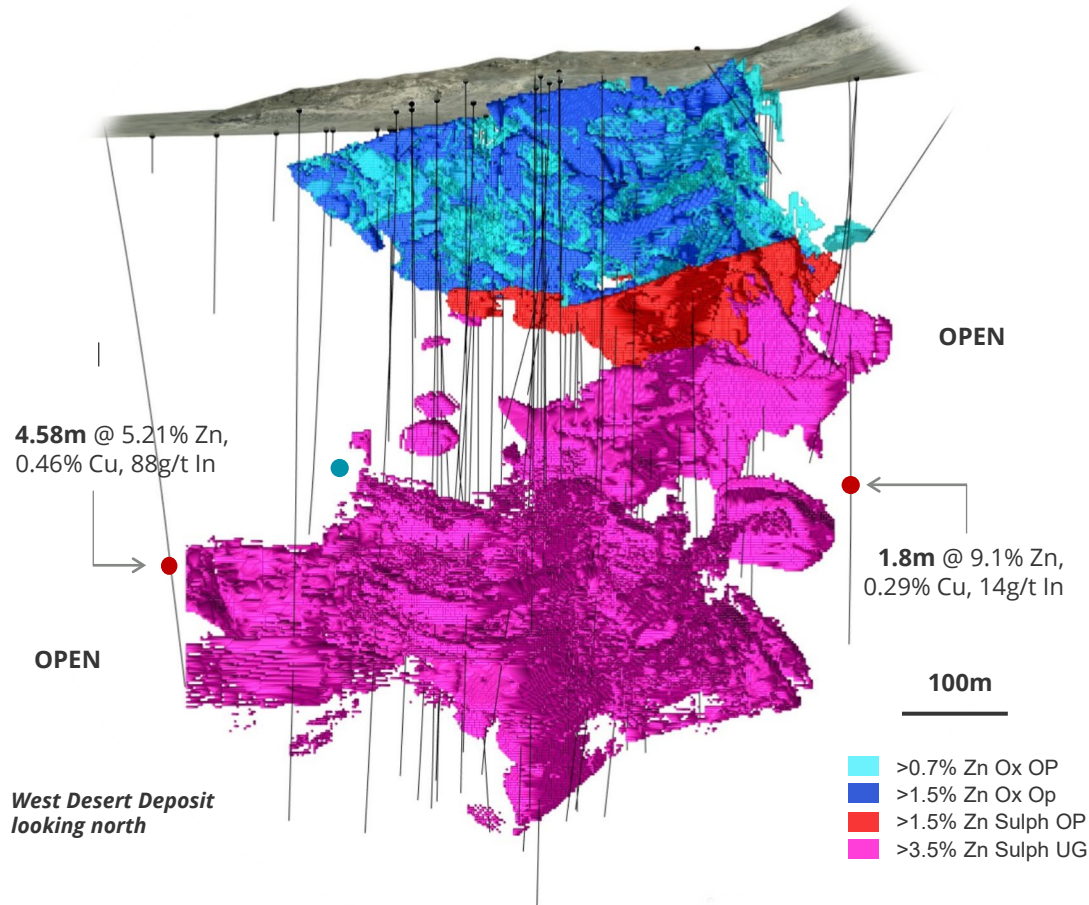 OPEN
4.58m @ 5.21% Zn,
0.46% Cu, 88g/t In
1.8m @ 9.1% Zn,
0.29% Cu, 14g/t In
OPEN
100m
>0.7% Zn Ox OP
>1.5% Zn Ox Op
>1.5% Zn Sulph OP
>3.5% Zn Sulph UG
West Desert Deposit
looking north